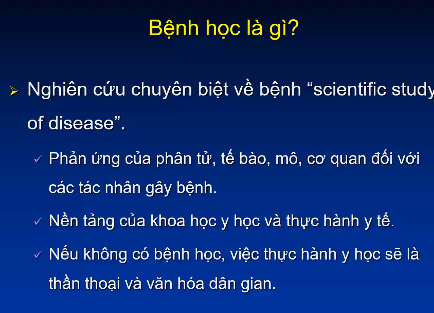 Bệnh học là gì?
Nghiên cứu chuyên biệt về bệnh “scientific study
of disease”.
Phản ứng của phân tử, tế bào, mô, cơ quan đối với
các tác nhân gây bệnh.
Nền tảng của khoa học y học và thực hành y tế.
Nếu không có bệnh học, việc thực hành y học sẽ là
thần thoại và văn hóa dân gian.